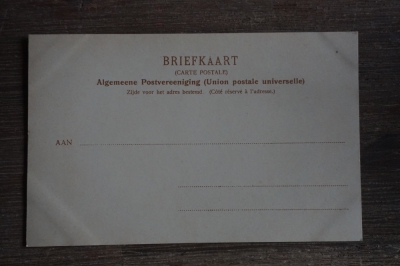 BRIEFKAART
(CARTE POSTALE)
Algemeene Postvereeniging (Union postale universelle)
Zijde voor het adres bestemd (Côté réservé à l'adresse.)
AAN